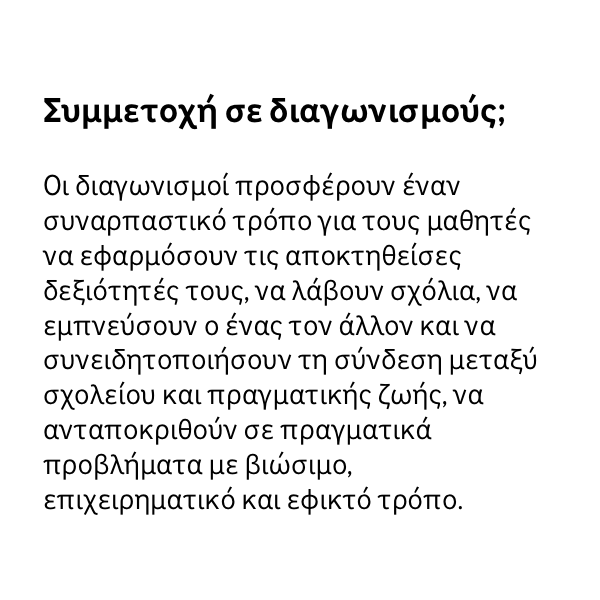 Συμμετοχή σε διαγωνισμούς;
Οι διαγωνισμοί προσφέρουν έναν
συναρπαστικό τρόπο για τους μαθητές
να εφαρμόσουν τις αποκτηθείσες
δεξιότητές τους, να λάβουν σχόλια, να
εμπνεύσουν ο ένας τον άλλον και να
συνειδητοποιήσουν τη σύνδεση μεταξύ
σχολείου και πραγματικής ζωής, να
ανταποκριθούν σε πραγματικά
προβλήματα με βιώσιμο,
επιχειρηματικό και εφικτό τρόπο.